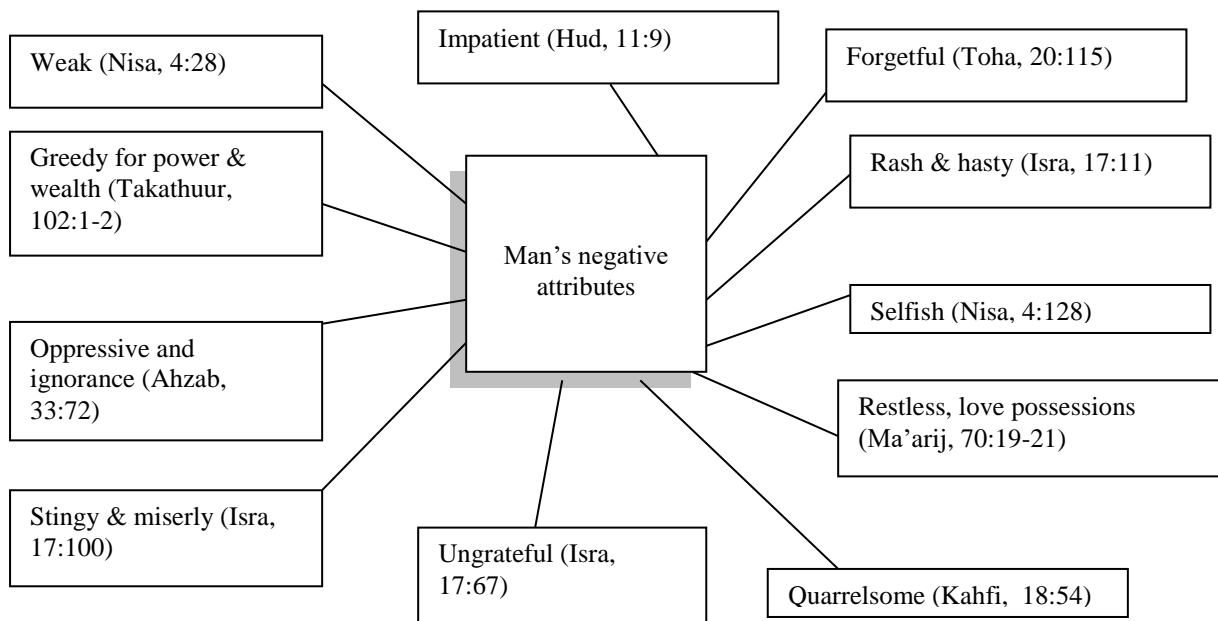 Impatient (Hud, 11:9)
Weak (Nisa, 4:28)
Forgetful (Toha, 20:115)
Greedy for power &
wealth (Takathuur,
102:1-2)
Rash & hasty (Isra, 17:11)
Man’s negative
attributes
Selfish (Nisa, 4:128)
Oppressive and
ignorance (Ahzab,
33:72)
Restless, love possessions
(Ma’arij, 70:19-21)
Stingy & miserly (Isra,
17:100)
Ungrateful (Isra,
17:67)
Quarrelsome (Kahfi,  18:54)